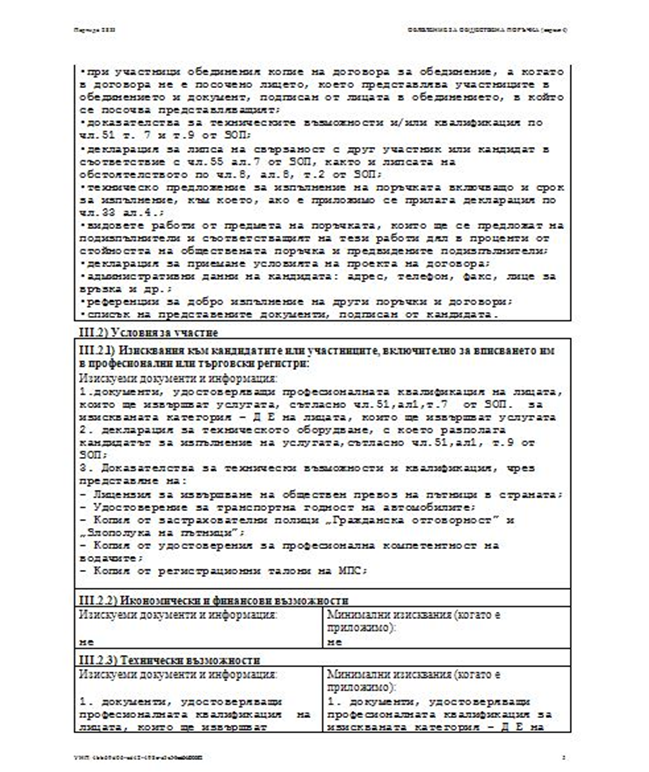 ОБЯВЛЕНИЕ ЗА ОБЩЕСТВЕНА ПОРЪЧКА
•при участници обединения копие на договора за обединение, а когато
в договора не е посочено лицето, което представлява участниците в
обединението и документ, подписан от лицата в обединението, в който
се посочва представляващият;
•доказателства за техническите възможности и/или квалификация по
чл.51 т. 7 и т.9 от ЗОП;
•декларация за липса на свързаност с друг участник или кандидат в
съответствие с чл.55 ал.7 от ЗОП, както и липсата на
обстоятелството по чл.8, ал.8, т.2 от ЗОП;
•техническо предложение за изпълнение на поръчката включващо и срок
за изпълнение, към което, ако е приложимо се прилага декларация по
чл.33 ал.4.;
•видовете работи от предмета на поръчката, които ще се предложат на
подизпълнители и съответстващият на тези работи дял в проценти от
стойността на обществената поръчка и предвидените подизпълнители;
•декларация за приемане условията на проекта на договора;
•административни данни на кандидата: адрес, телефон, факс, лице за
връзка и др.;
•референции за добро изпълнение на други поръчки и договори;
•списък на представените документи, подписан от кандидата.
III.2) Условия за участие
III.2.1) Изисквания към кандидатите или участниците, включително за вписването им
в професионални или търговски регистри:
Изискуеми документи и информация:
1.документи, удостоверяващи професионалната квалификация на лицата,
които ще извършват услугата, съгласно чл.51,ал1,т.7 от ЗОП. за
изискваната категория – Д Е на лицата, които ще извършват услугата
2. декларация за техническото оборудване, с което разполага
кандидатът за изпълнение на услугата,съгласно чл.51,ал1, т.9 от
ЗОП;
3. Доказателства за технически възможности и квалификация, чрез
представяне на:
– Лицензия за извършване на обществен превоз на пътници в страната;
– Удостоверение за транспортна годност на автомобилите;
– Копия от застрахователни полици „Гражданска отговорност” и
„Злополука на пътници”;
– Копия от удостоверения за професионална компетентност на
водачите;
– Копия от регистрационни талони на МПС;
III.2.2) Икономически и финансови възможности
Изискуеми документи и информация:
не
Минимални изисквания (когато е
приложимо):
не
III.2.3) Технически възможности
Изискуеми документи и информация:
1. документи, удостоверяващи
професионалната квалификация на
лицата, които ще извършват
Минимални изисквания (когато е
приложимо):
1. документи, удостоверяващи
професионалната квалификация за
изискваната категория – Д Е на